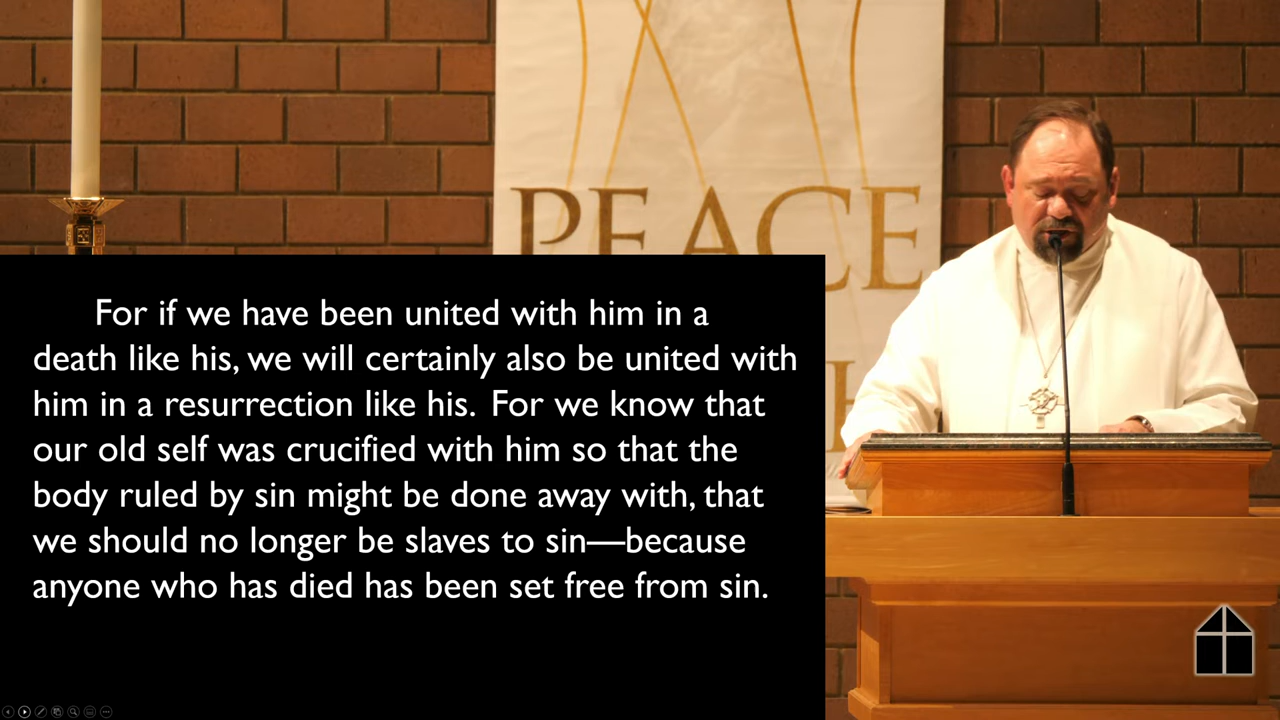 PEACE
For if we have been united with him in a
death like his, we will certainly also be united with
him in a resurrection like his. For we know that
our old self was crucified with him so that the
body ruled by sin might be done away with, that
we should no longer be slaves to sin—because
anyone who has died has been set free from sin.